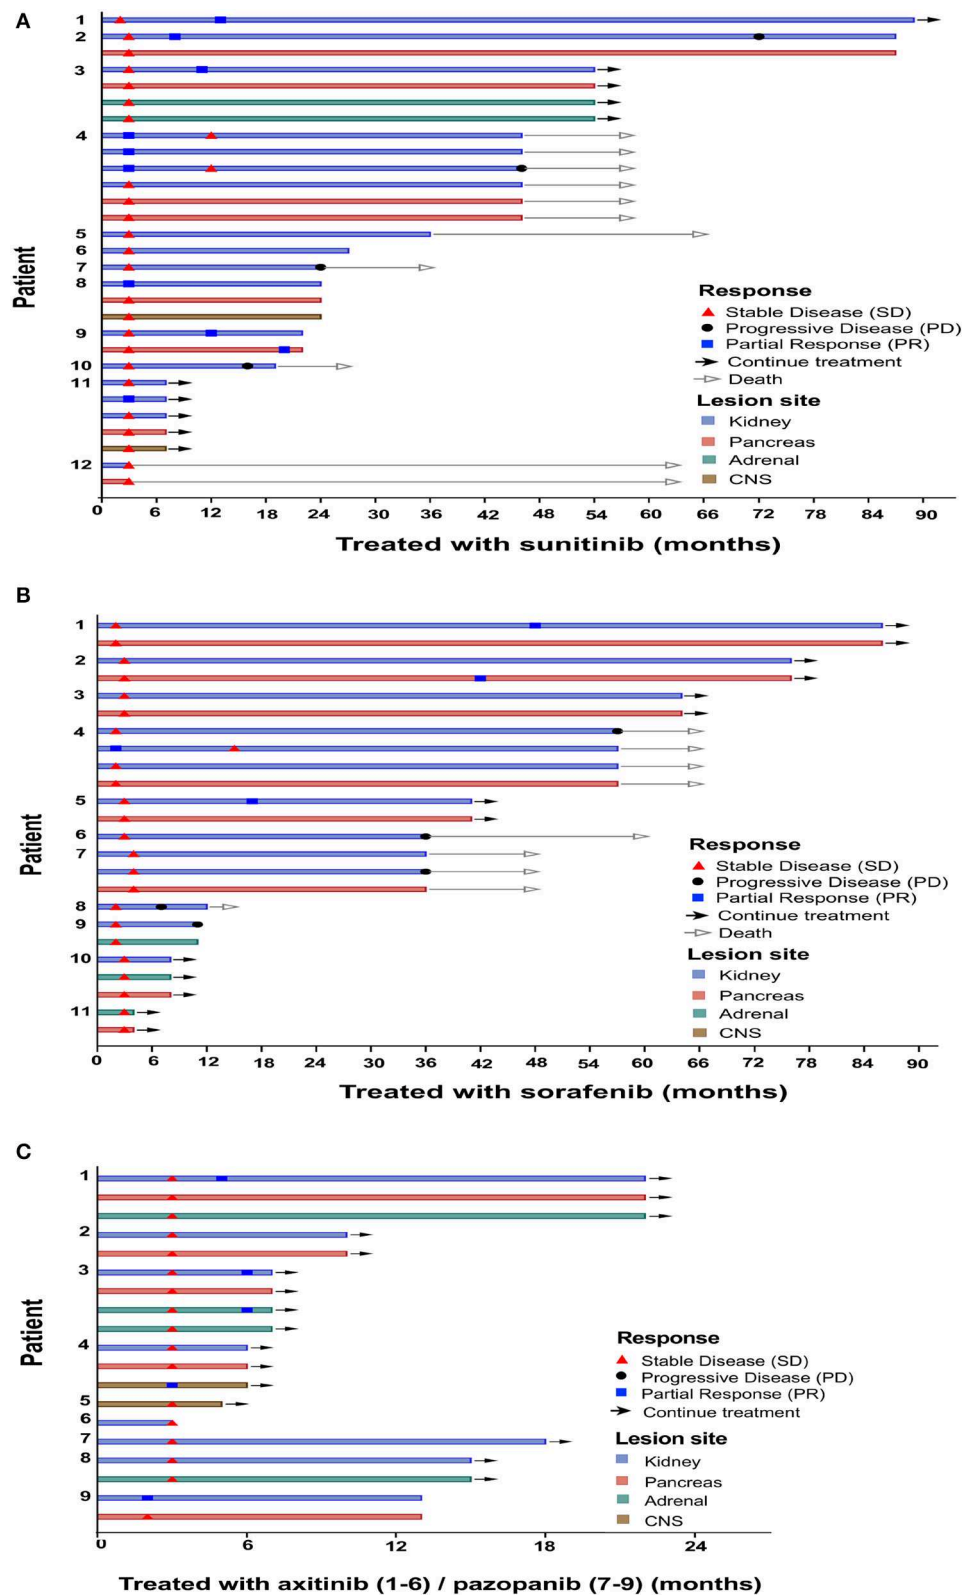 A
1
2
3
4
5
6
7
8
9
10
11
12
Patient
Response
Stable Disease (SD)
Progressive Disease (PD)
Partial Response (PR)
Continue treatment
Death
Lesion site
Kidney
Pancreas
Adrenal
CNS
0 6 12 18 24 30 36 42 48 54 60 66 72 78 84 90
Treated with sunitinib (months)
B
1
2
3
4
5
6
7
8
9
10
11
Patient
Response
Stable Disease (SD)
Progressive Disease (PD)
Partial Response (PR)
Continue treatment
Death
Lesion site
Kidney
Pancreas
Adrenal
CNS
0 6 12 18 24 30 36 42 48 54 60 66 72 78 84 90
Treated with sorafenib (months)
C
1
2
3
4
5
6
7
8
9
Patient
Response
Stable Disease (SD)
Progressive Disease (PD)
Partial Response (PR)
Continue treatment
Lesion site
Kidney
Pancreas
Adrenal
CNS
0 6 12 18 24
Treated with axitinib (1-6) / pazopanib (7-9) (months)